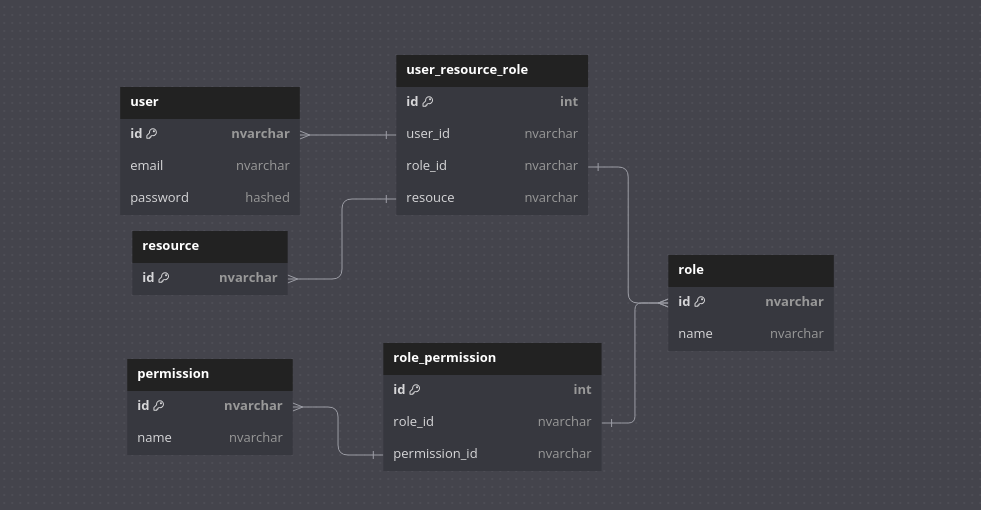 user
id nvarchar
email nvarchar
password hashed
user_resource_role
id int
user_id nvarchar
role_id nvarchar
resouce nvarchar
resource
id nvarchar
role
id nvarchar
name nvarchar
permission
id nvarchar
name nvarchar
role_permission
id int
role_id nvarchar
permission_id nvarchar